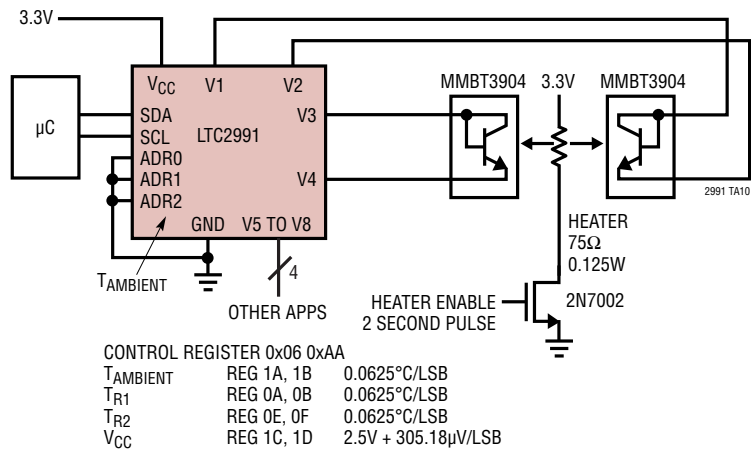 3.3V
VCC V1 V2
µC
SDA
SCL
ADR0
ADR1
ADR2
LTC2991
V3
V4
GND V5 TO V8
TAMBIENT
4
OTHER APPS
MMBT3904 3.3V MMBT3904
2991 TA10
HEATER
75Ω
0.125W
HEATER ENABLE
2 SECOND PULSE
2N7002
CONTROL REGISTER 0x06 0xAA
TAMBIENT REG 1A, 1B 0.0625°C/LSB
TR1 REG 0A, 0B 0.0625°C/LSB
TR2 REG 0E, 0F 0.0625°C/LSB
VCC REG 1C, 1D 2.5V + 305.18µV/LSB